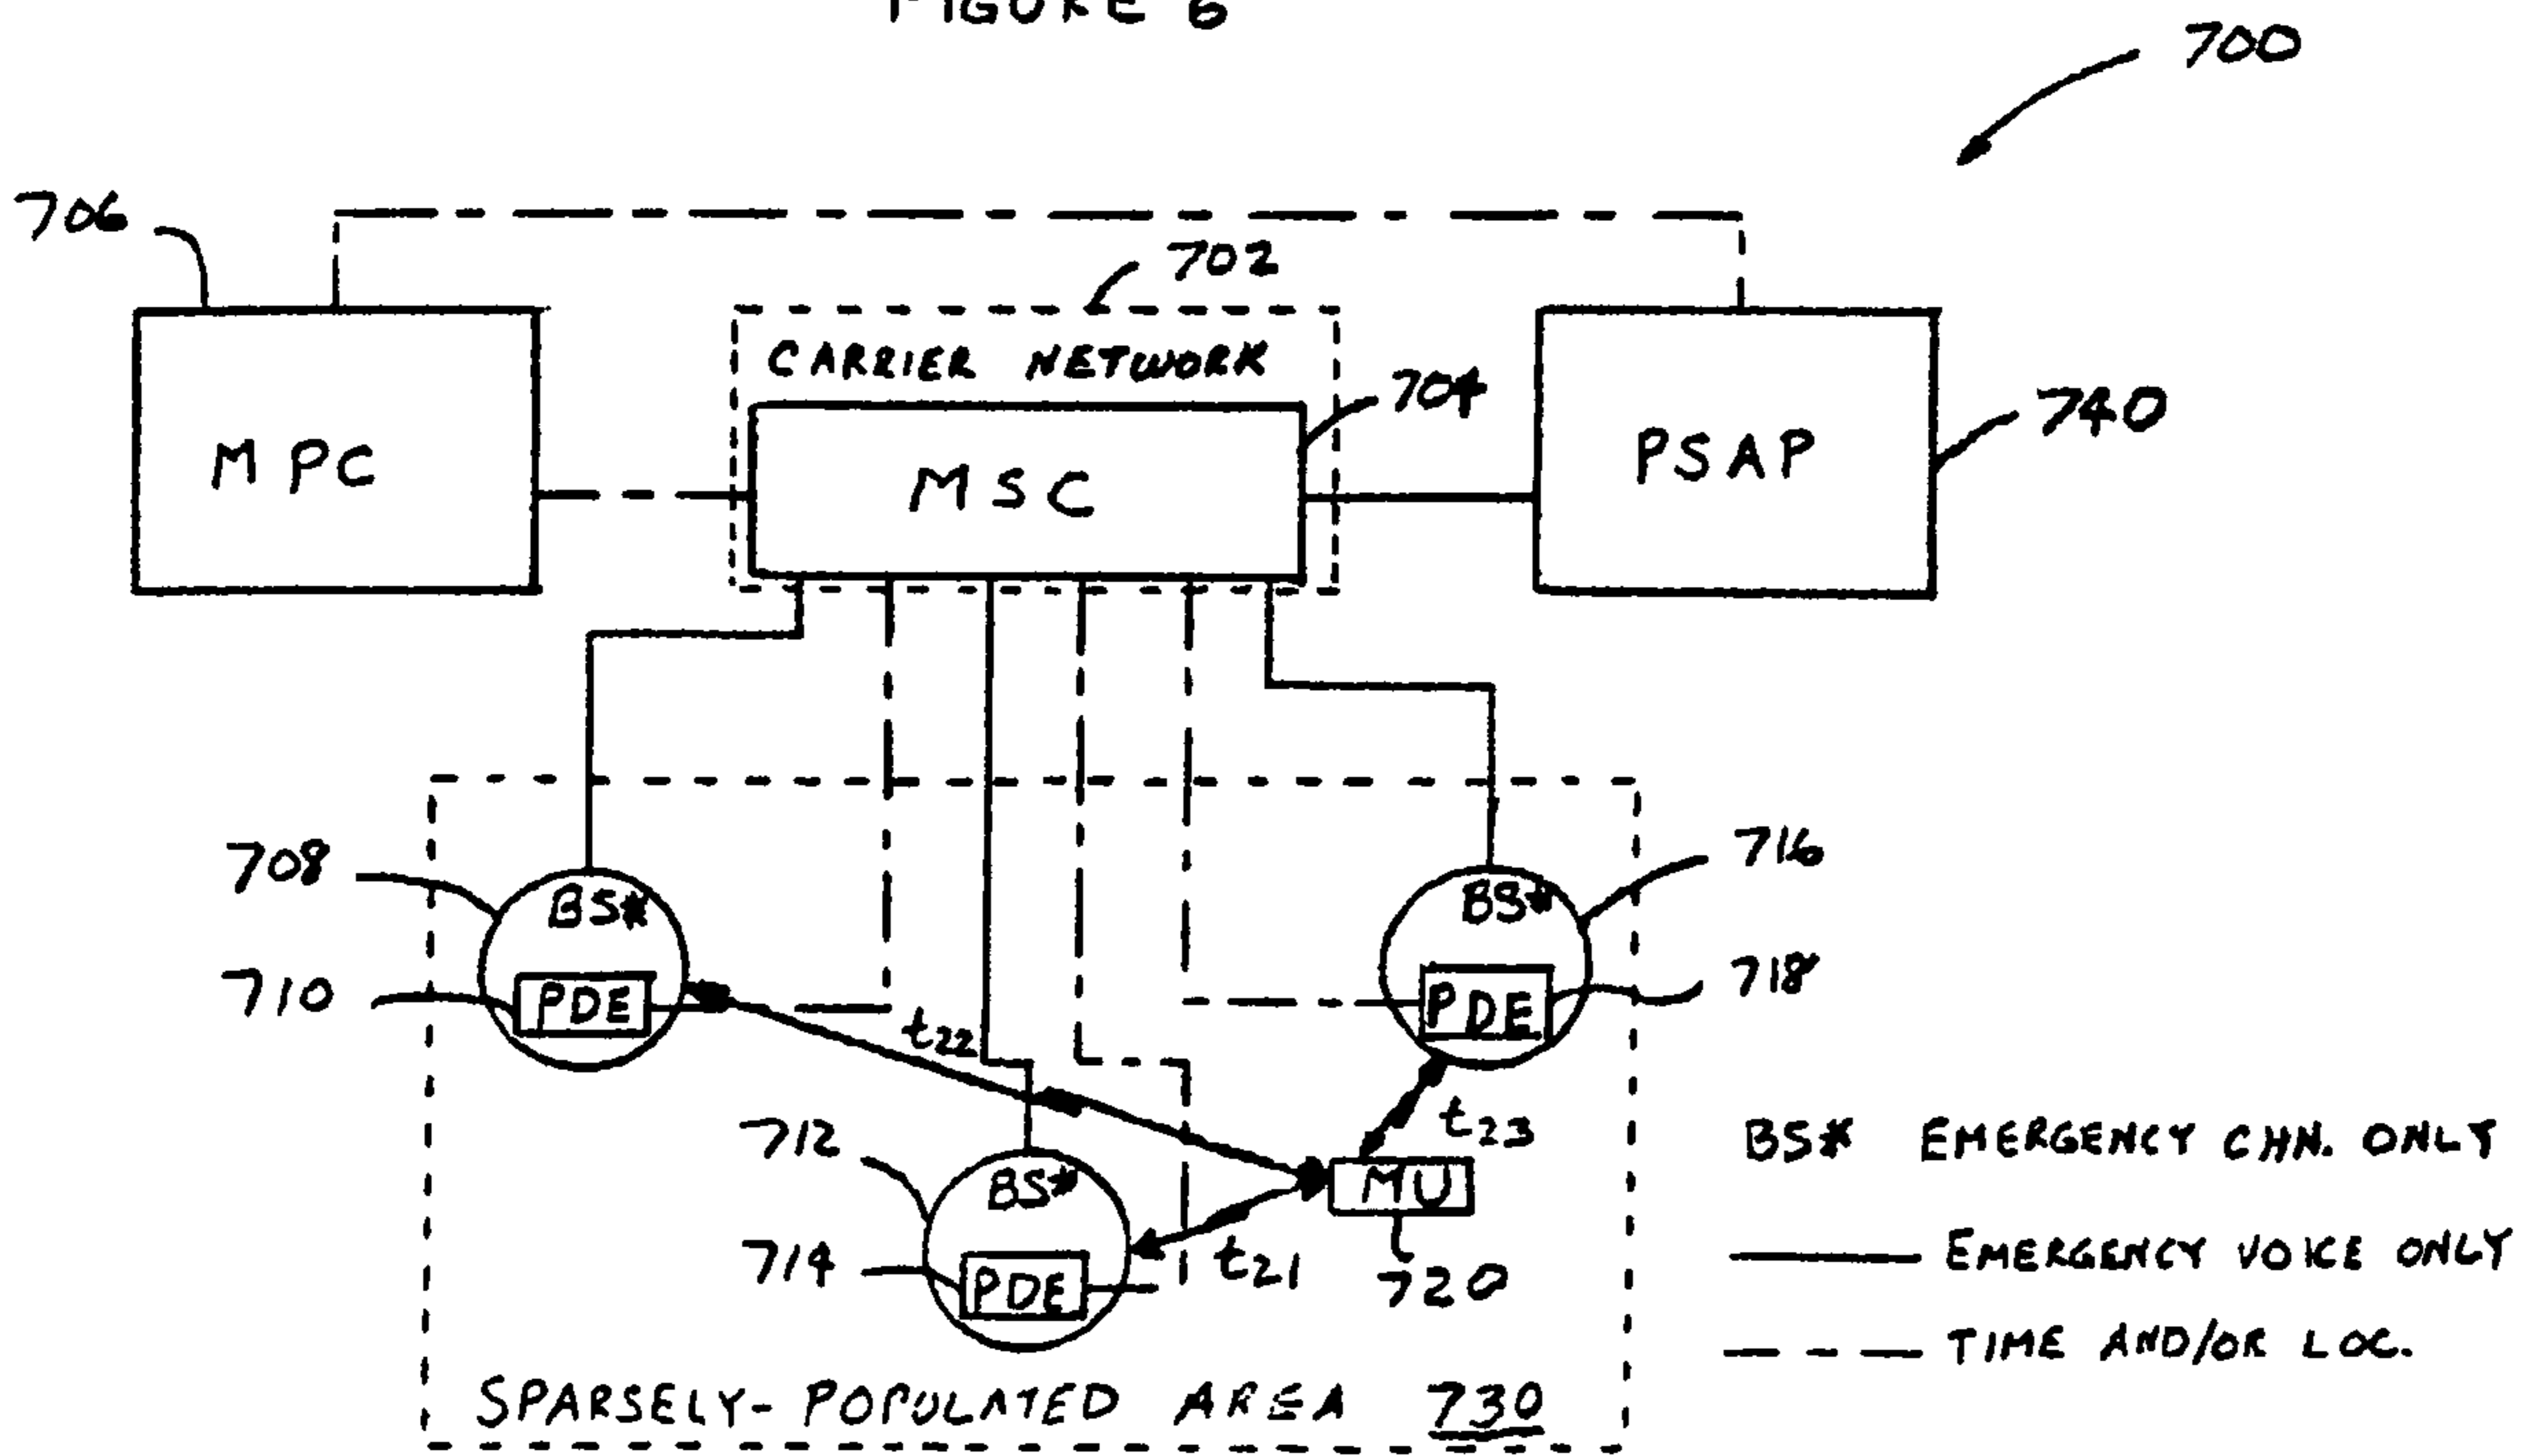 FIGURE 6
700
706
702
CARRIER NETWORK
704
MPC
MSC
PSAP
740
708
BS*
716
BS*
710
PDE
718
PDE
t22
712
BS*
t23
MU
714
PDE
t21
720
BS* EMERGENCY CHN. ONLY
EMERGENCY VOICE ONLY
TIME AND/OR LOC.
SPARSELY-POPULATED AREA 730